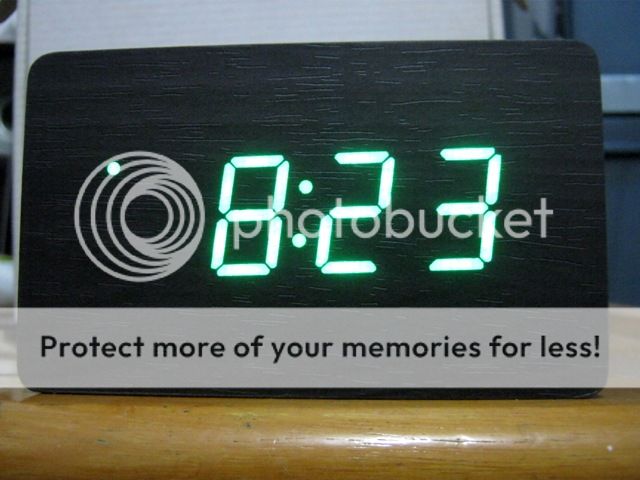 8:23
photobucket
Protect more of your memories for less!